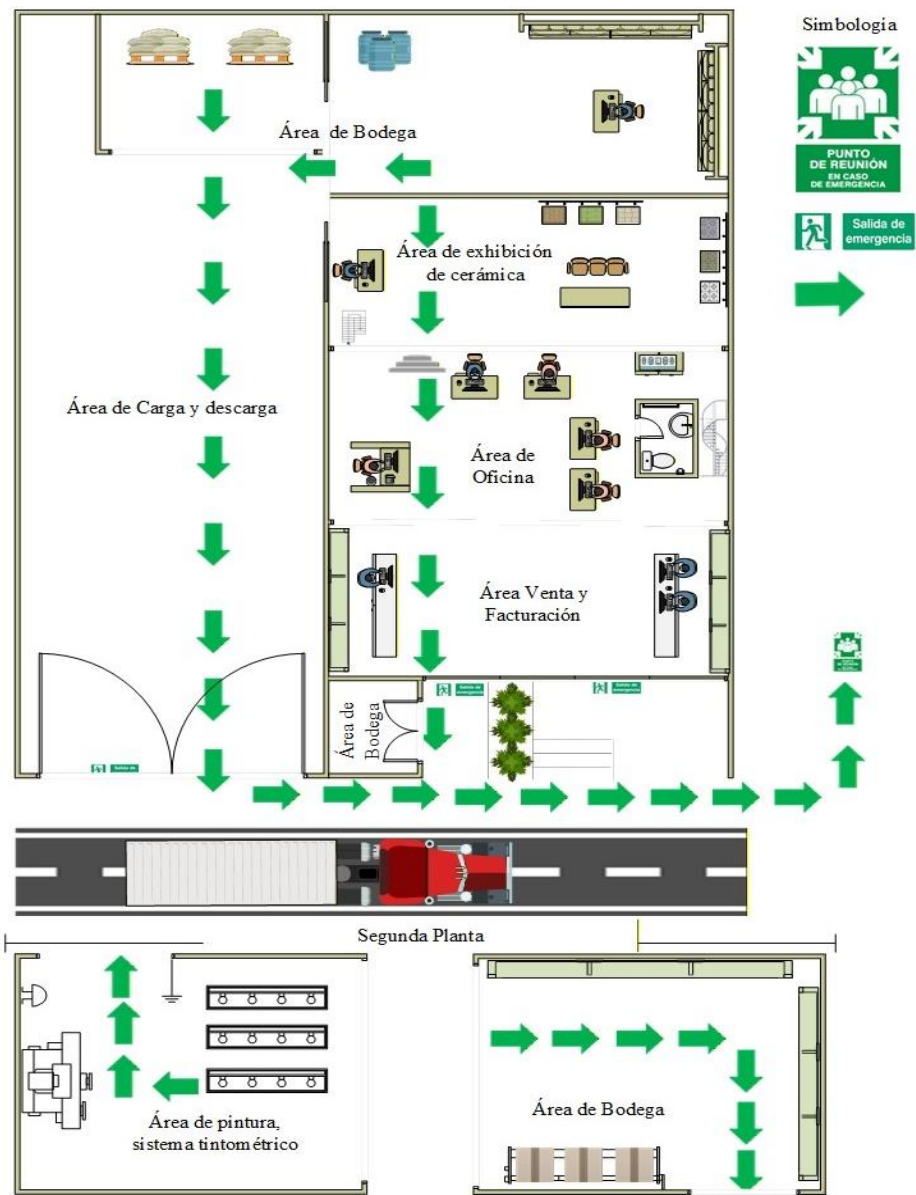 Simbologia
PUNTO
DE REUNIÓN
EN CASO
DE EMERGENCIA
Salida de
emergencia
Área de Bodega
Área de exhibición
de cerámica
Área de Carga y descarga
Área de
Oficina
Área Venta y
Facturación
Área de
Bodega
Salida de
emergencia
Salida de
emergencia
Salida de
PUNTO
Segunda Planta
Área de pintura,
sistema tintométrico
Área de Bodega